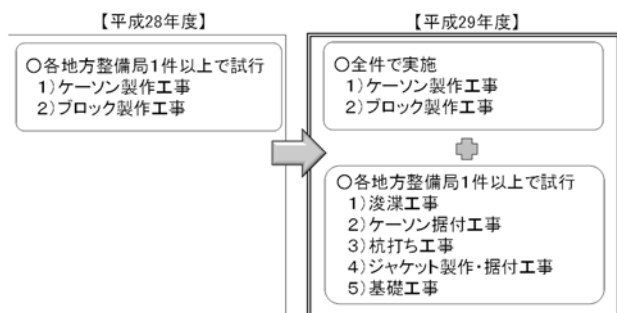 【平成28年度】
○各地方整備局1件以上で試行
1)ケーソン製作工事
2)ブロック製作工事
【平成29年度】
○全件で実施
1)ケーソン製作工事
2)ブロック製作工事
○各地方整備局1件以上で試行
1)浚渫工事
2)ケーソン据付工事
3)杭打ち工事
4)ジャケット製作・据付工事
5)基礎工事